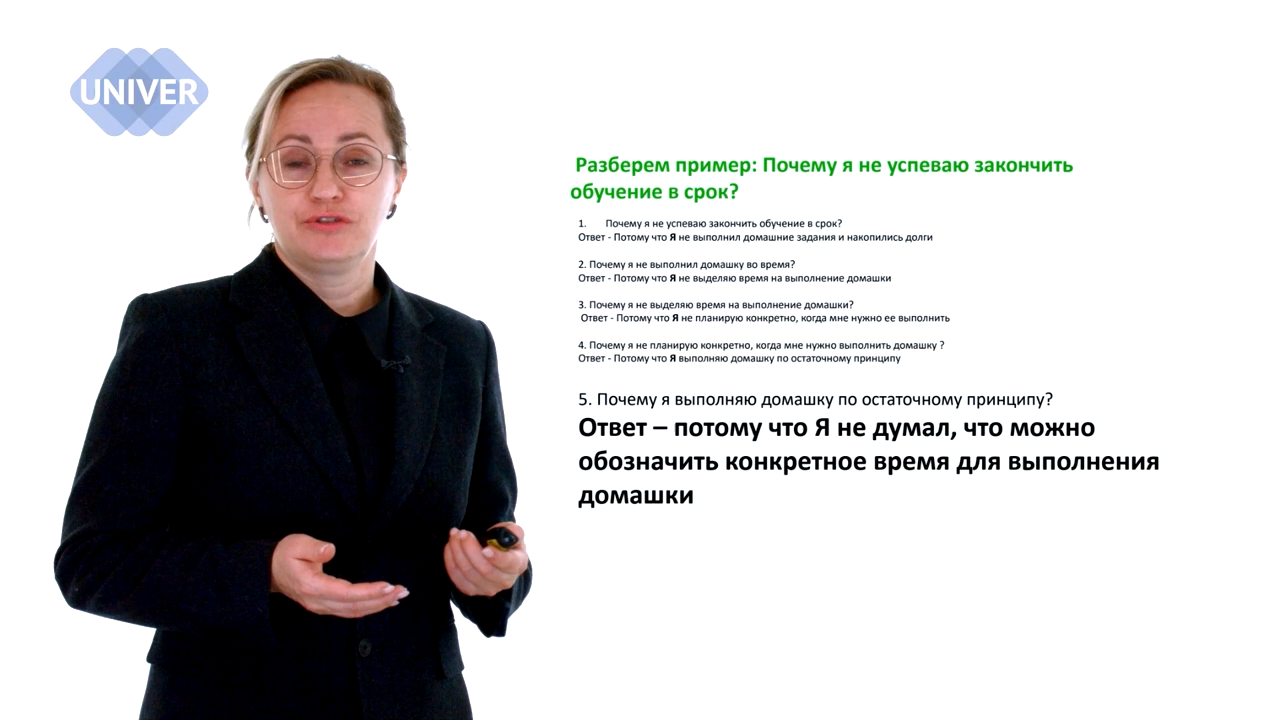 UNIVER
Разберем пример: Почему я не успеваю закончить
обучение в срок?
1. Почему я не успеваю закончить обучение в срок?
Ответ - Потому что Я не выполнил домашние задания и накопились долги
2. Почему я не выполнил домашку во время?
Ответ - Потому что Я не выделяю время на выполнение домашки
3. Почему я не выделяю время на выполнение домашки?
Ответ - Потому что Я не планирую конкретно, когда мне нужно ее выполнить
4. Почему я не планирую конкретно, когда мне нужно выполнить домашку ?
Ответ - Потому что Я выполняю домашку по остаточному принципу
5. Почему я выполняю домашку по остаточному принципу?
Ответ – потому что Я не думал, что можно
обозначить конкретное время для выполнения
домашки